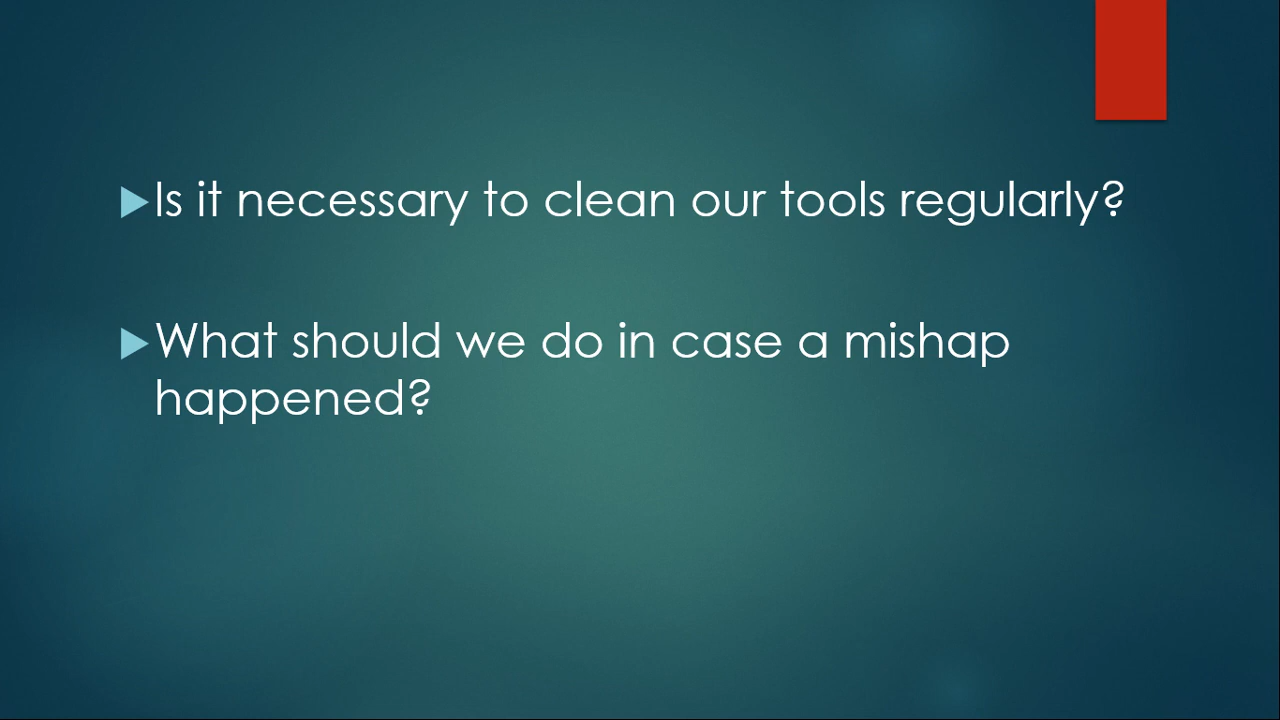 Is it necessary to clean our tools regularly?
What should we do in case a mishap
happened?